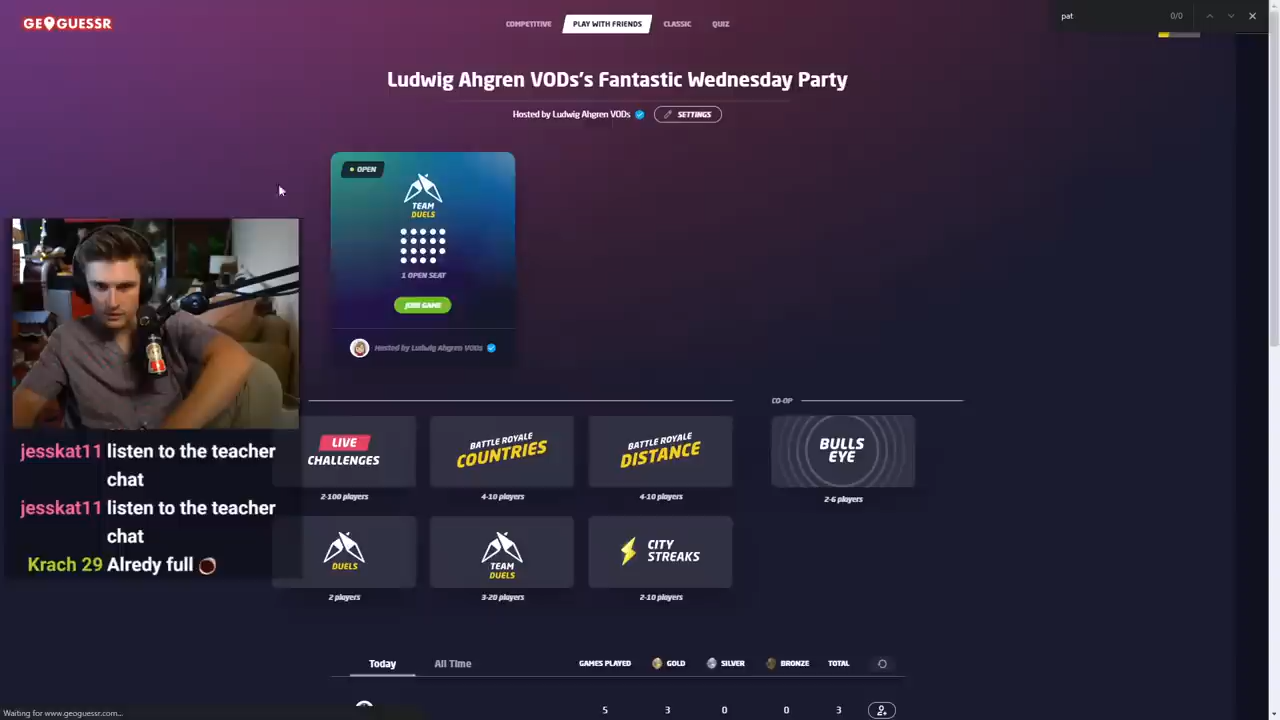 GEOGUESSR
COMPETITIVE
PLAY WITH FRIENDS
CLASSIC
QUIZ
pat
0/0
Ludwig Ahgren VODs's Fantastic Wednesday Party
Hosted by Ludwig Ahgren VODs
SETTINGS
OPEN
TEAM
DUELS
1 OPEN SEAT
JOIN GAME
Hosted by Ludwig Ahgren VODs
CO-OP
LIVE
CHALLENGES
2-100 players
BATTLE ROYALE
COUNTRIES
4-10 players
BATTLE ROYALE
DISTANCE
4-10 players
BULLS
EYE
2-6 players
DUELS
2 players
TEAM
DUELS
3-20 players
CITY
STREAKS
2-10 players
jesskat11 listen to the teacher
chat
jesskat11 listen to the teacher
chat
Krach 29 Alredy full
Today
All Time
GAMES PLAYED
GOLD
SILVER
BRONZE
TOTAL
5
3
0
0
3
Waiting for www.geoguessr.com...